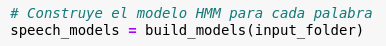 # Construye el modelo HMM para cada palabra
speech_models = build_models(input_folder)